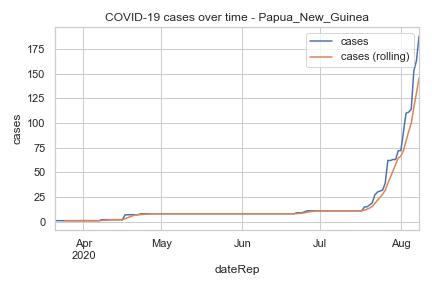 COVID-19 cases over time - Papua_New_Guinea
cases
cases (rolling)
cases
175
150
125
100
75
50
25
0
Apr May Jun Jul Aug
2020
dateRep